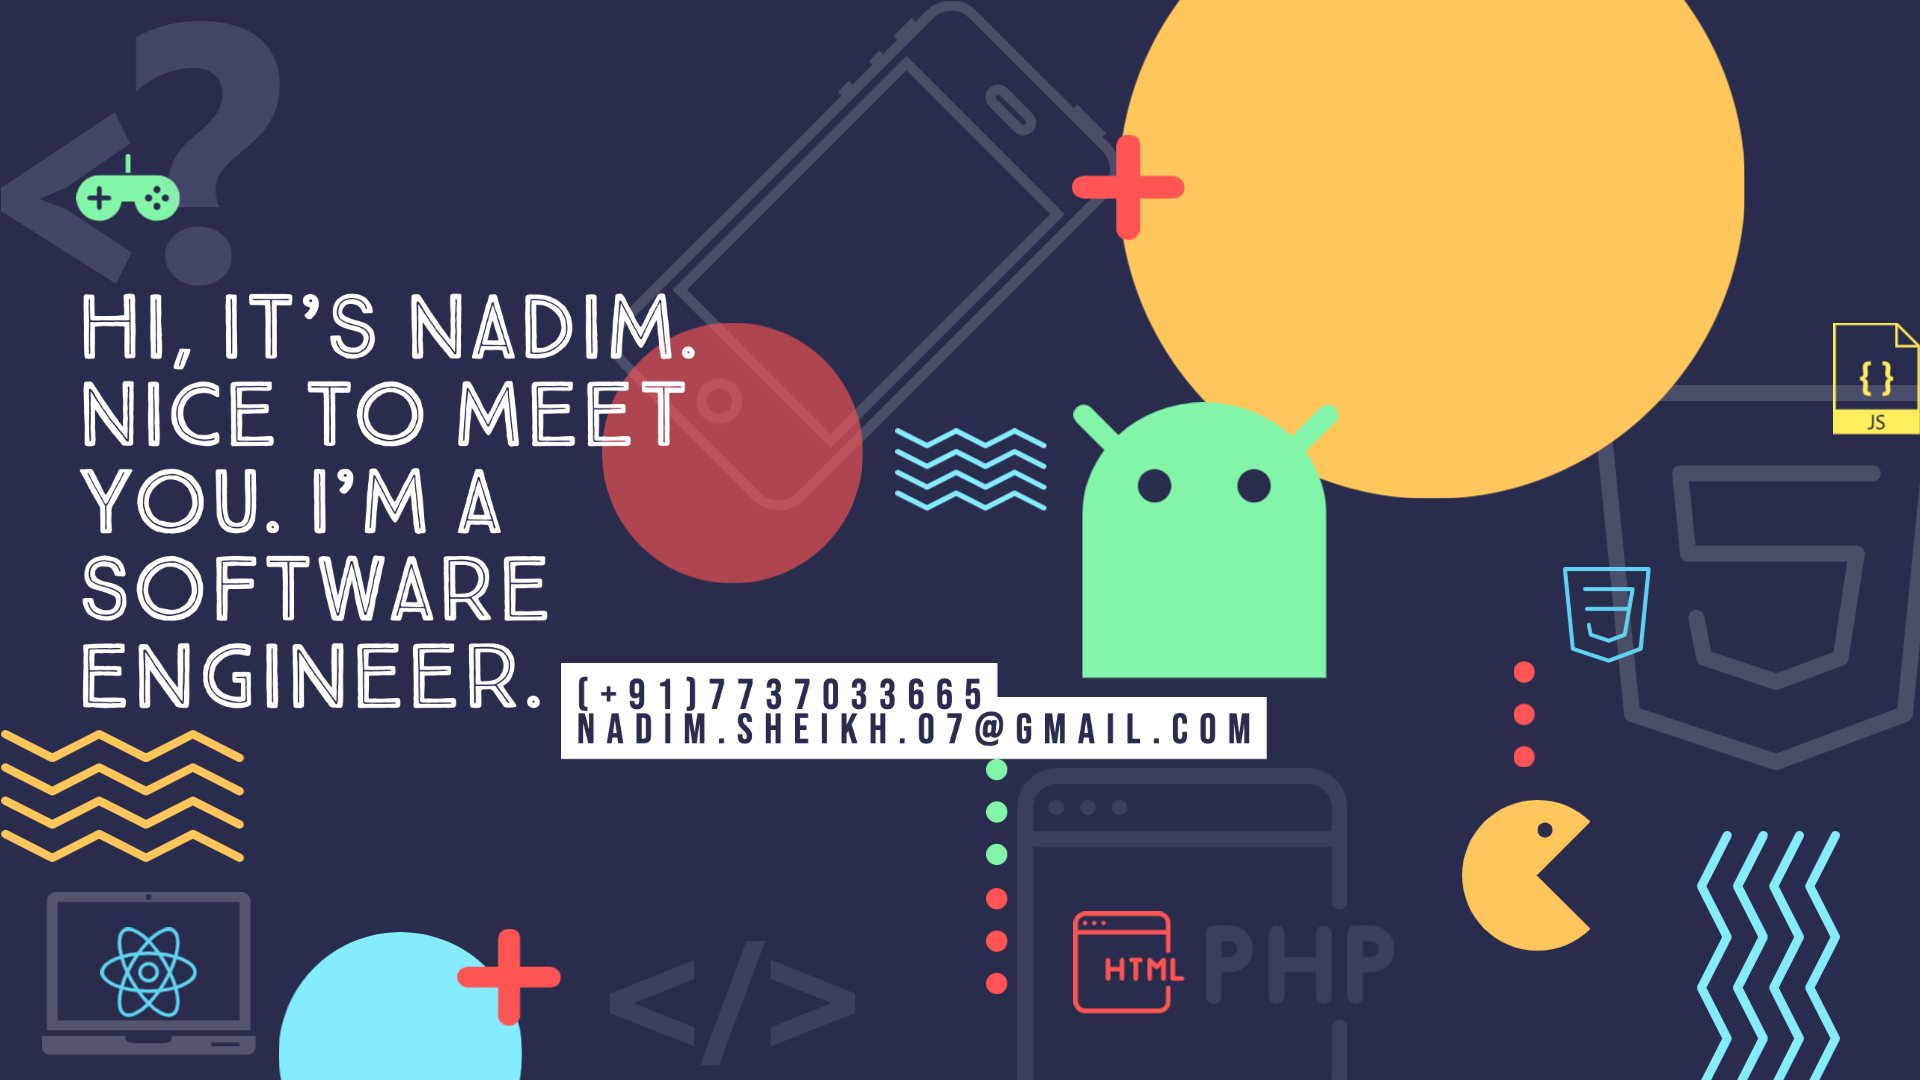 HI, IT'S NADIM.
NICE TO MEET
YOU. I'M A
SOFTWARE
ENGINEER.
(+91)7737033665
NADIM.SHEIKH.07@GMAIL.COM
{ }
JS
</>
HTML
PHP
<?